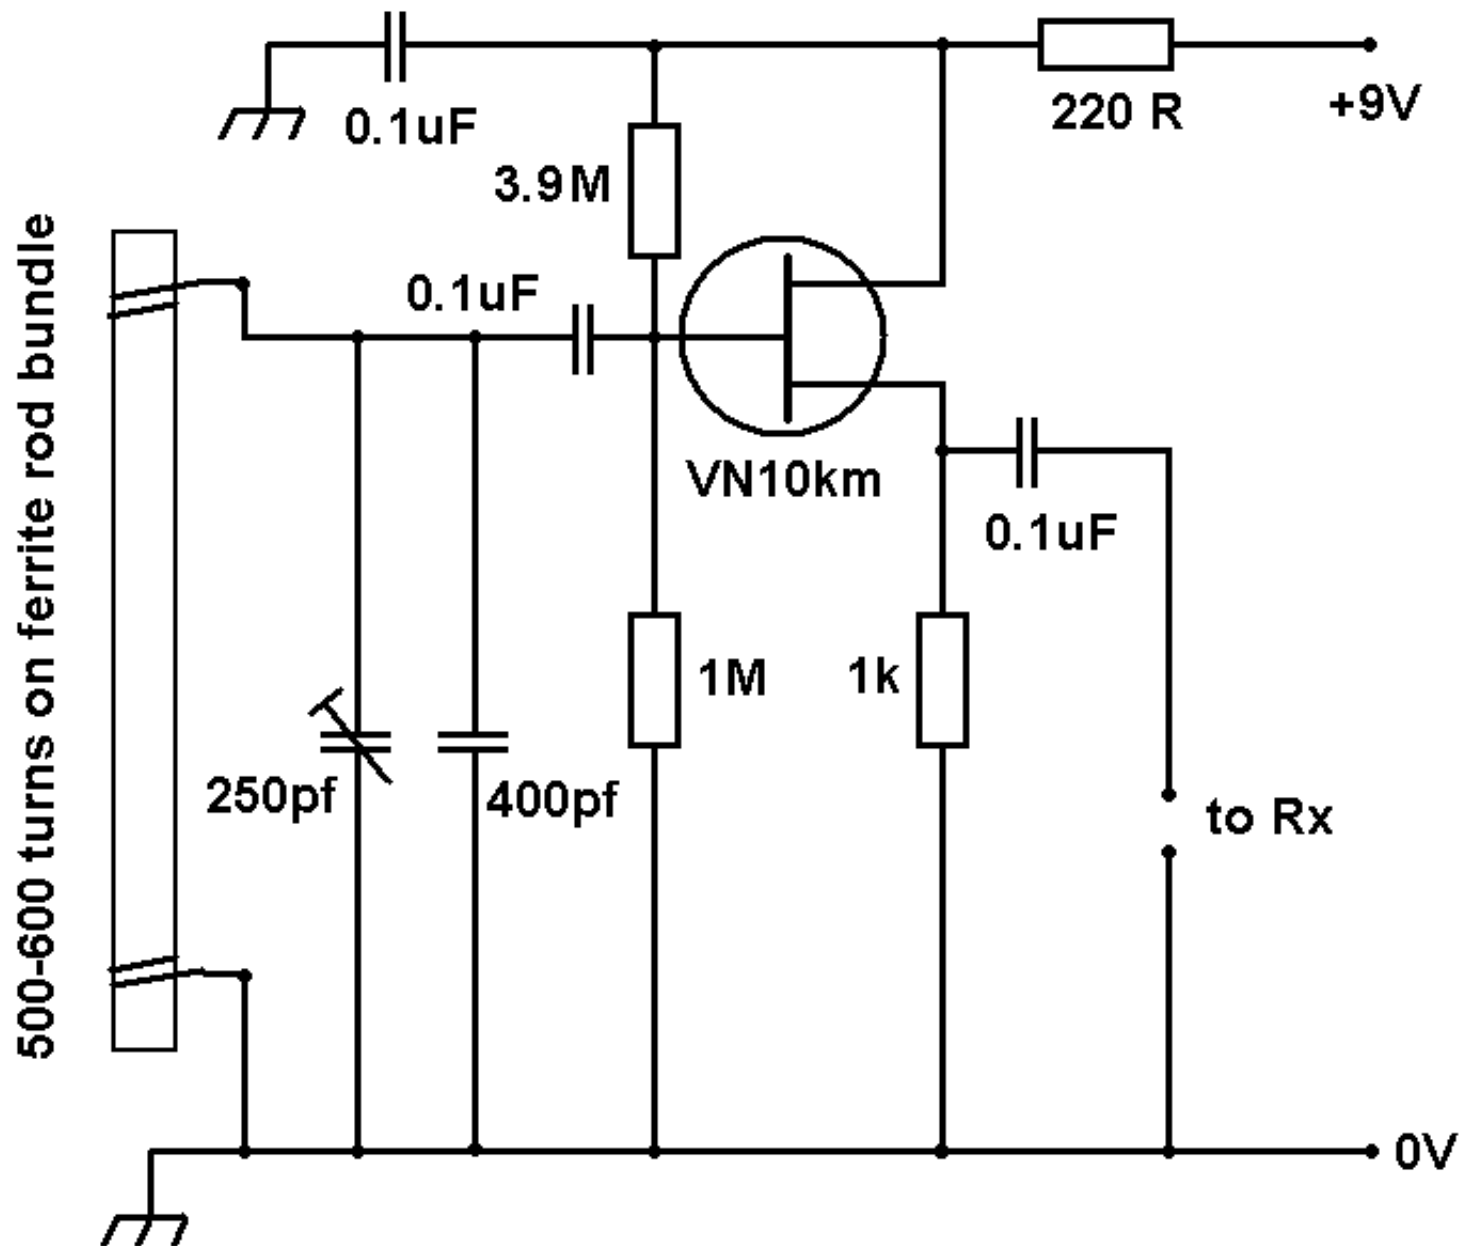 0.1uF
220 R
+9V
3.9M
0.1uF
VN10km
0.1uF
500-600 turns on ferrite rod bundle
1M
1k
250pf
400pf
to Rx
0V